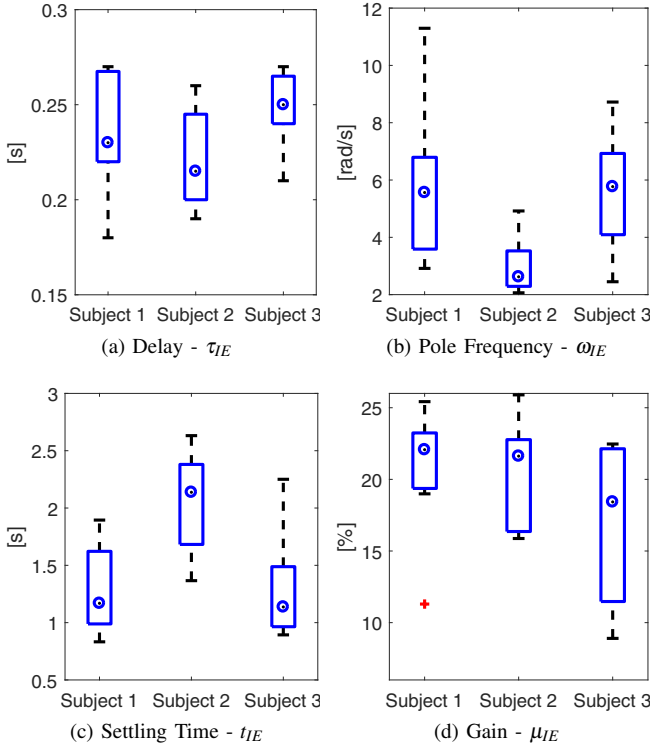 0.3
0.25
0.2
0.15
[s]
Subject 1 Subject 2 Subject 3
(a) Delay - τIE
12
10
8
6
4
2
[rad/s]
Subject 1 Subject 2 Subject 3
(b) Pole Frequency - ωIE
3
2.5
2
1.5
1
0.5
[s]
Subject 1 Subject 2 Subject 3
(c) Settling Time - tIE
25
20
15
10
[%]
Subject 1 Subject 2 Subject 3
(d) Gain - μIE